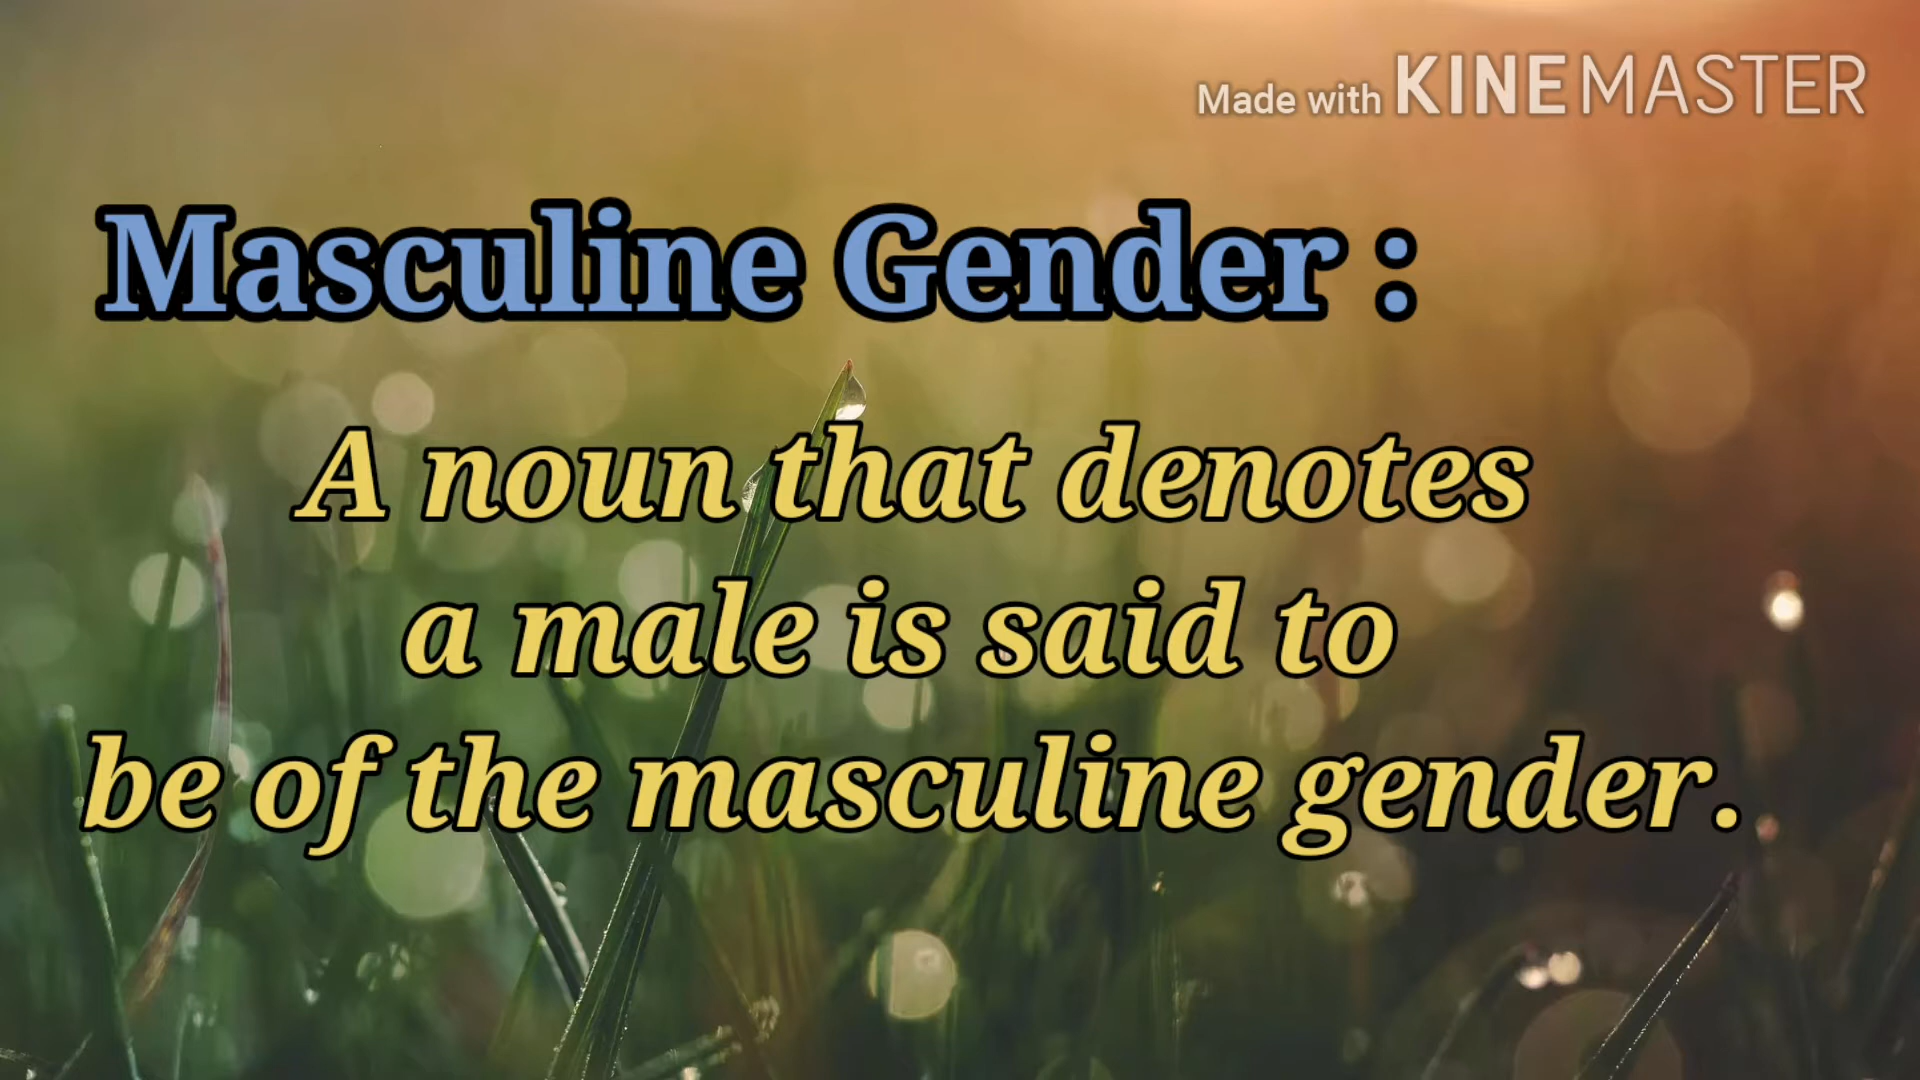 Made with KINEMASTER
Masculine Gender :
A noun that denotes
a male is said to
be of the masculine gender.